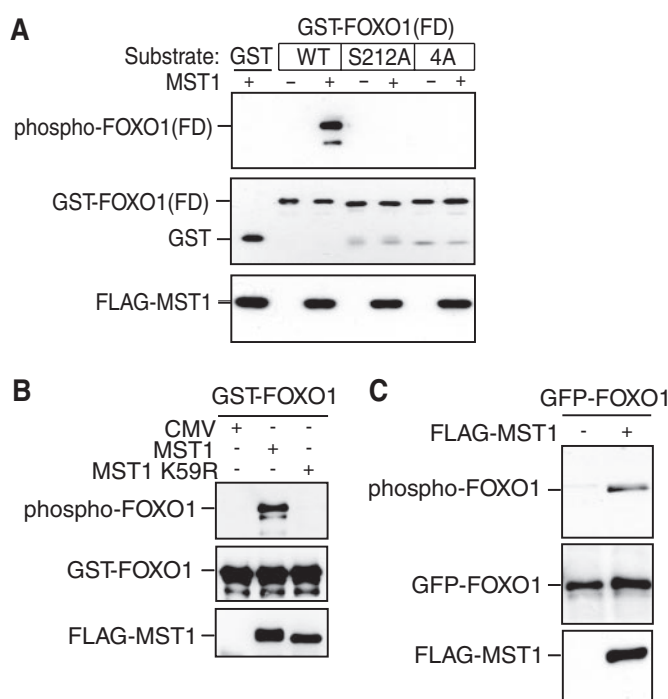 A
GST-FOXO1(FD)
Substrate: GST WT S212A 4A
MST1 + – + – + – +
phospho-FOXO1(FD)
GST-FOXO1(FD)
GST
FLAG-MST1
B
GST-FOXO1
CMV + - -
MST1 - + -
MST1 K59R - - +
phospho-FOXO1
GST-FOXO1
FLAG-MST1
C
GFP-FOXO1
FLAG-MST1 - +
phospho-FOXO1
GFP-FOXO1
FLAG-MST1